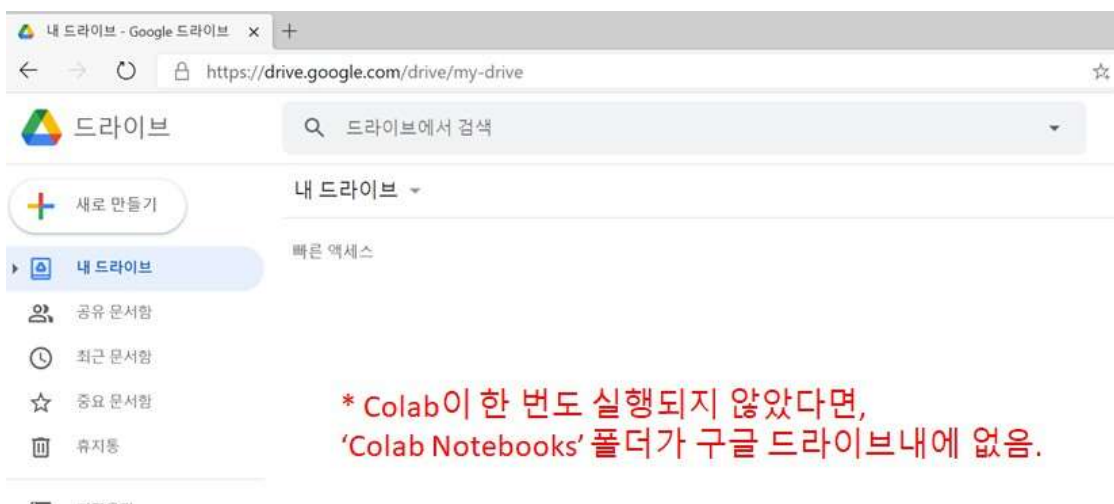 내 드라이브 - Google 드라이브
https://drive.google.com/drive/my-drive
드라이브
드라이브에서 검색
새로 만들기
내 드라이브
빠른 액세스
내 드라이브
공유 문서함
최근 문서함
중요 문서함
휴지통
* Colab이 한 번도 실행되지 않았다면,
‘Colab Notebooks’ 폴더가 구글 드라이브내에 없음.